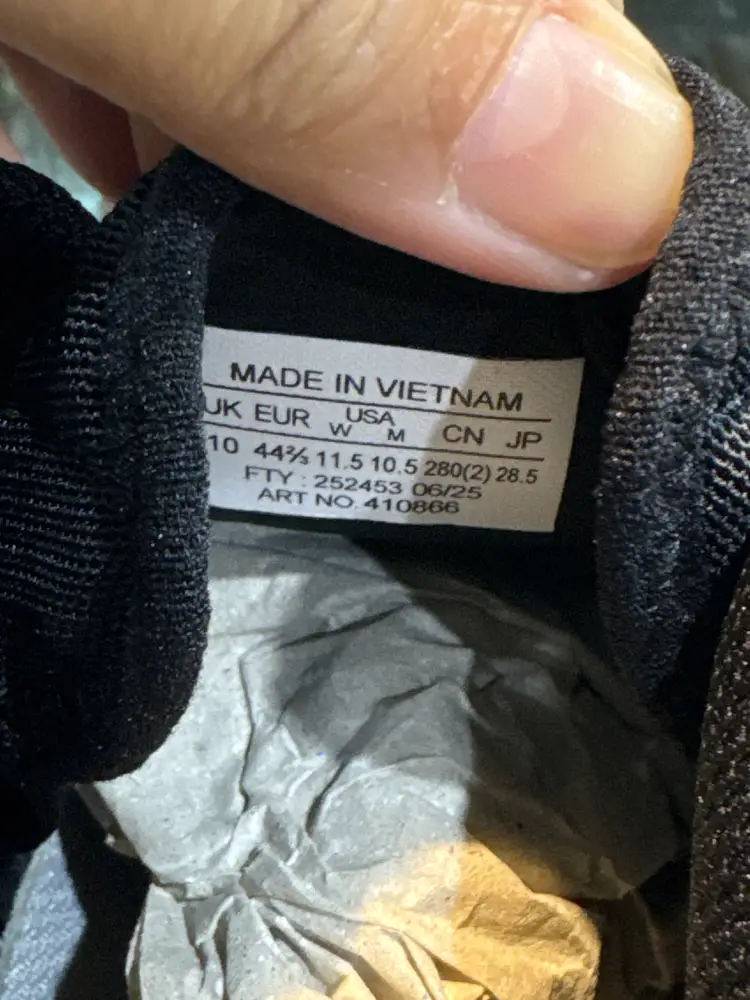 MADE IN VIETNAM
UK EUR USA CN JP
W M
10 44⅔ 11.5 10.5 280(2) 28.5
FTY : 252453 06/25
ART NO. 410866